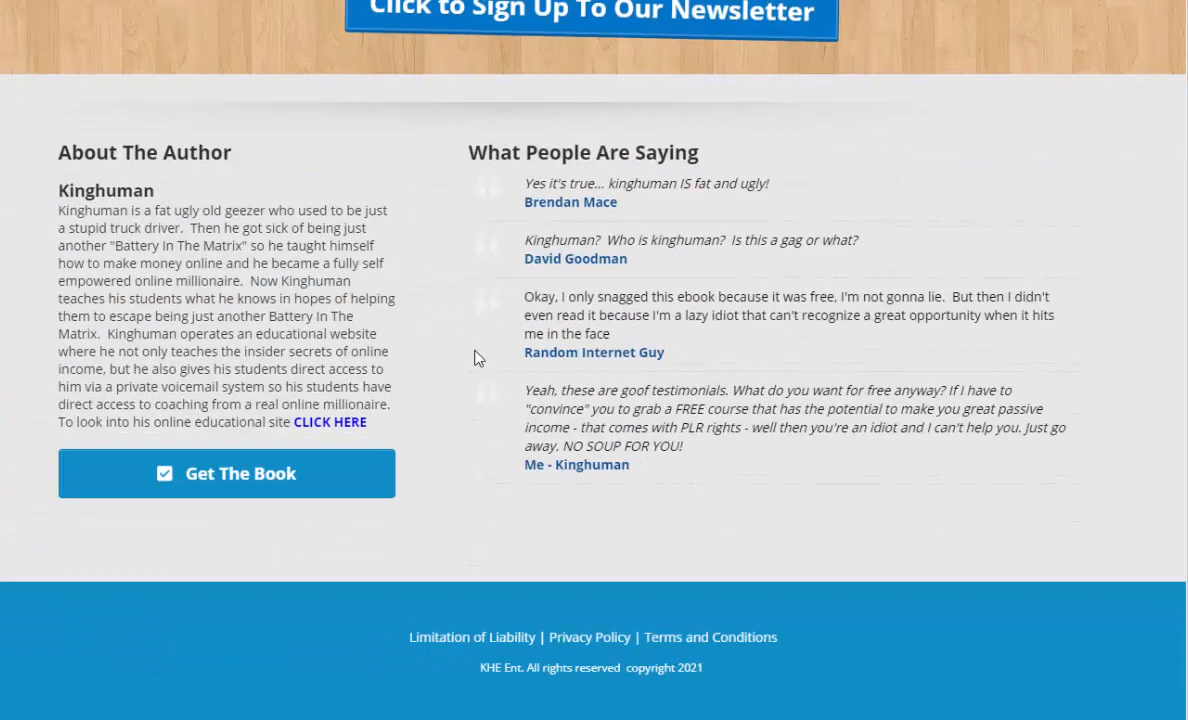 Click to Sign Up To Our Newsletter
About The Author
Kinghuman
Kinghuman is a fat ugly old geezer who used to be just
a stupid truck driver.  Then he got sick of being just
another "Battery In The Matrix" so he taught himself
how to make money online and he became a fully self
empowered online millionaire.  Now Kinghuman
teaches his students what he knows in hopes of helping
them to escape being just another Battery In The
Matrix.  Kinghuman operates an educational website
where he not only teaches the insider secrets of online
income, but he also gives his students direct access to
him via a private voicemail system so his students have
direct access to coaching from a real online millionaire.
To look into his online educational site CLICK HERE
Get The Book
What People Are Saying
Yes it's true... kinghuman IS fat and ugly!
Brendan Mace
Kinghuman?  Who is kinghuman?  Is this a gag or what?
David Goodman
Okay, I only snagged this ebook because it was free, I'm not gonna lie.  But then I didn't
even read it because I'm a lazy idiot that can't recognize a great opportunity when it hits
me in the face
Random Internet Guy
Yeah, these are goof testimonials. What do you want for free anyway? If I have to
"convince" you to grab a FREE course that has the potential to make you great passive
income - that comes with PLR rights - well then you're an idiot and I can't help you. Just go
away. NO SOUP FOR YOU!
Me - Kinghuman
Limitation of Liability | Privacy Policy | Terms and Conditions
KHE Ent. All rights reserved  copyright 2021